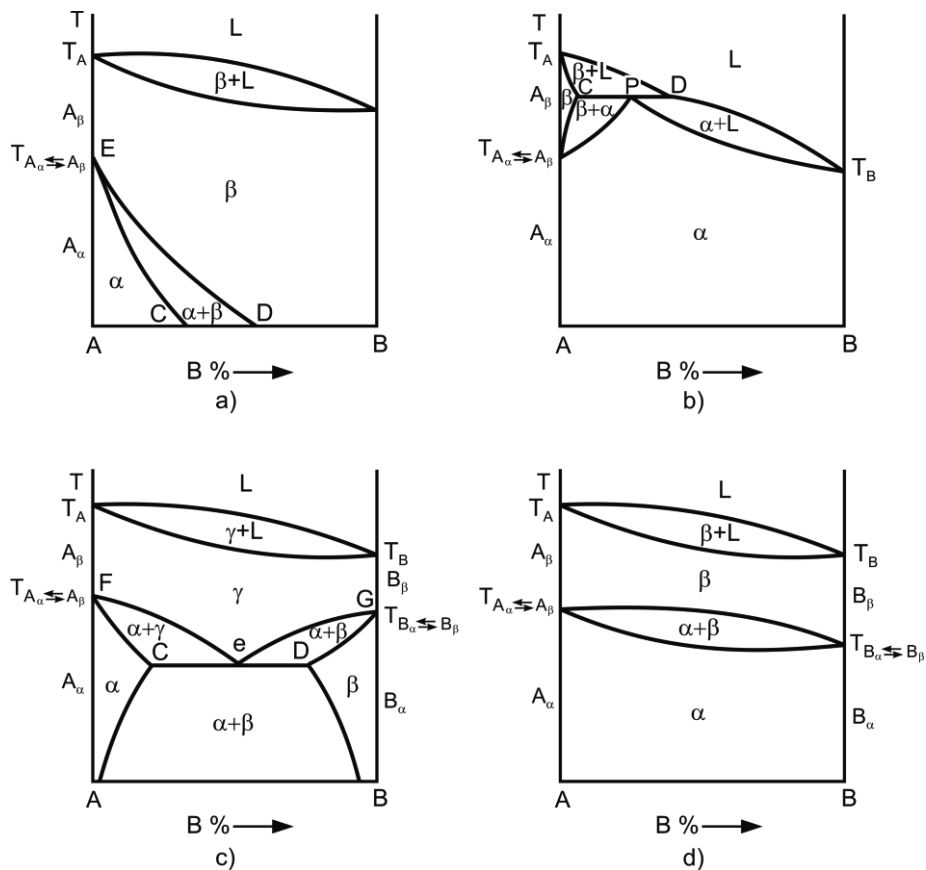 T
L
T_A
β+L
A_β
E
T_{A_α⇄A_β}
β
A_α
α
C
α+β
D
A
B
B % →
a)
T
L
T_A
β+L
C
P
D
A_β
β
β+α
α+L
T_{A_α⇄A_β}
T_B
A_α
α
A
B
B % →
b)
T
L
T_A
γ+L
T_B
A_β
B_β
F
γ
G
T_{A_α⇄A_β}
T_{B_α⇄B_β}
α+γ
e
α+β
C
D
A_α
α
β
B_α
α+β
A
B
B % →
c)
T
L
T_A
β+L
A_β
T_B
β
B_β
T_{A_α⇄A_β}
α+β
T_{B_α⇄B_β}
A_α
α
B_α
A
B
B % →
d)